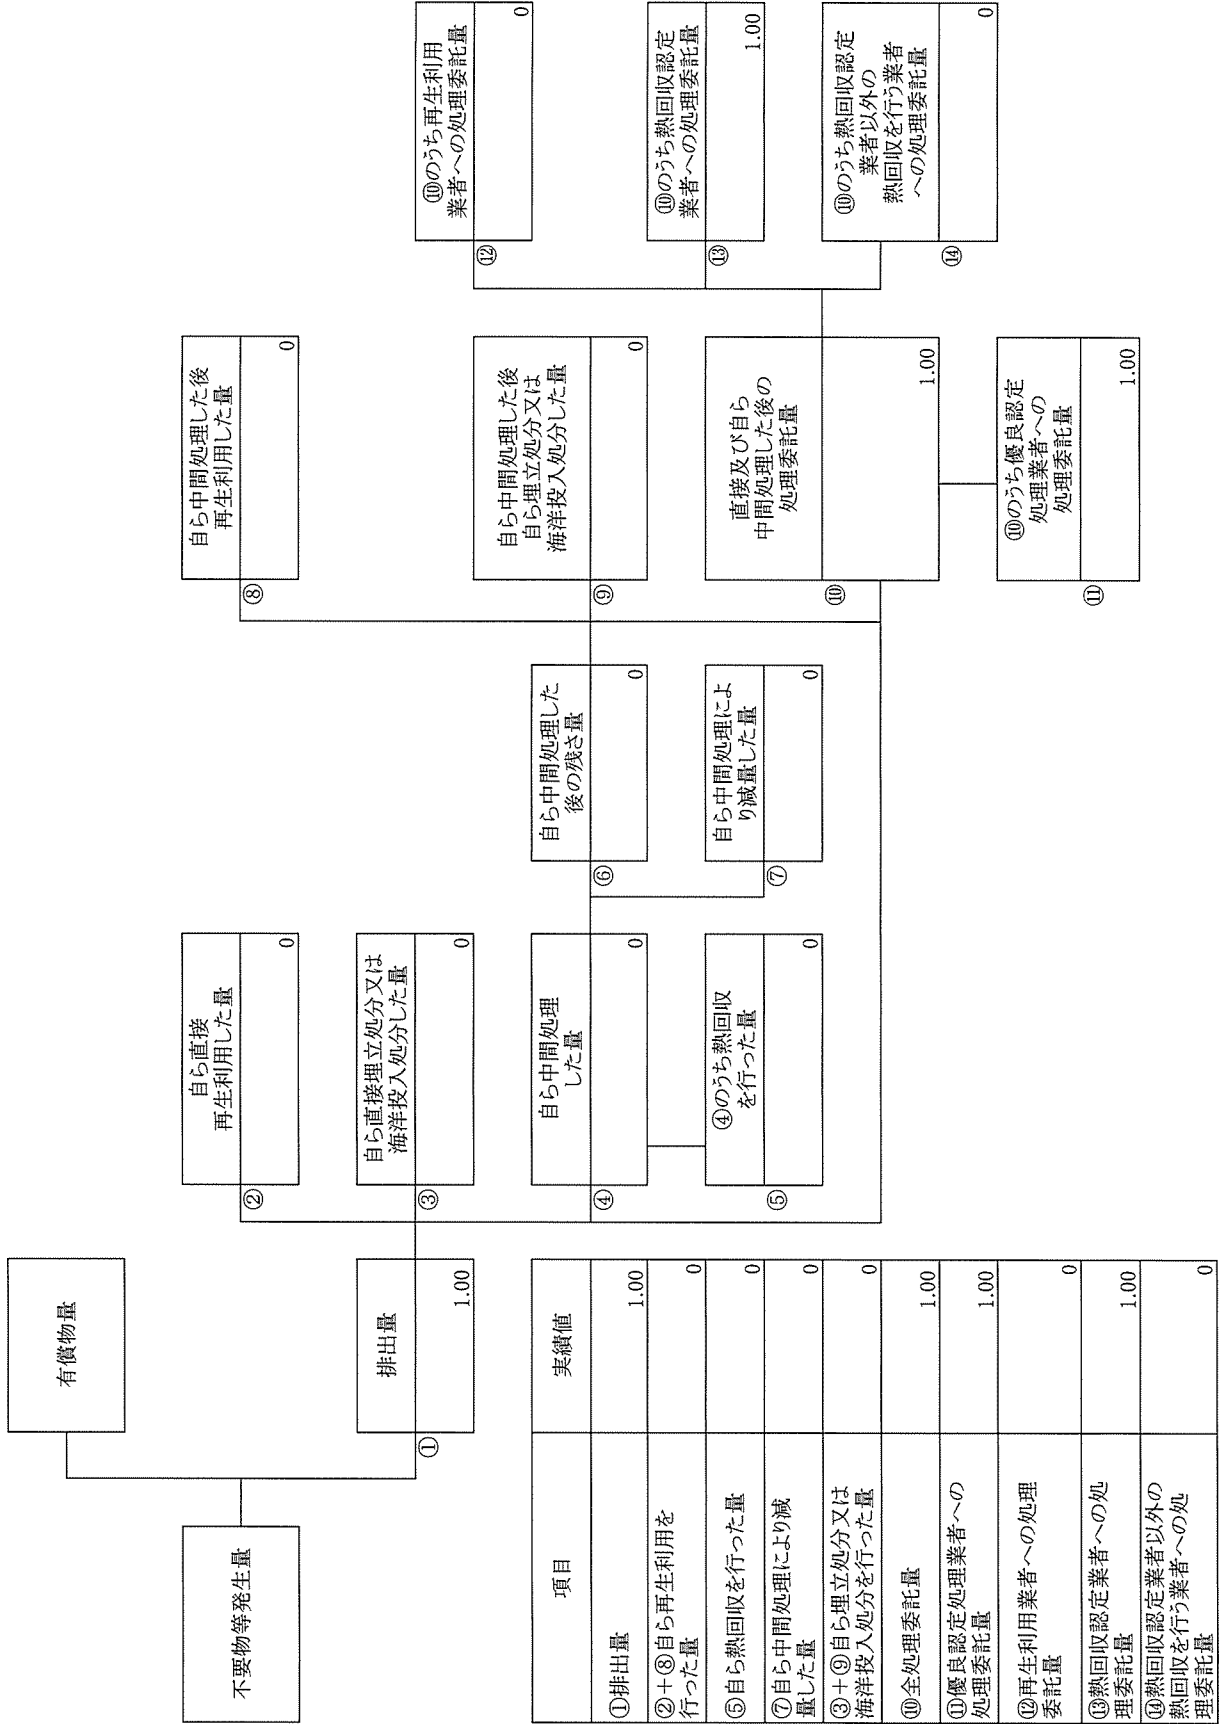 不要物等発生量
有償物量
①
排出量
1.00
②
自ら直接
再生利用した量
0
③
自ら直接埋立処分又は
海洋投入処分した量
0
④
自ら中間処理
した量
0
⑤
④のうち熱回収
を行った量
0
⑥
自ら中間処理した
後の残さ量
0
⑦
自ら中間処理によ
り減量した量
0
⑧
自ら中間処理した後
再生利用した量
0
⑨
自ら中間処理した後
自ら埋立処分又は
海洋投入処分した量
0
⑩
直接及び自ら
中間処理した後の
処理委託量
1.00
⑪
⑩のうち優良認定
処理業者への
処理委託量
1.00
⑫
⑩のうち再生利用
業者への処理委託量
0
⑬
⑩のうち熱回収認定
業者への処理委託量
1.00
⑭
⑩のうち熱回収認定
業者以外の
熱回収を行う業者
への処理委託量
0
項目 実績値
①排出量 1.00
②+⑧自ら再生利用を
行った量 0
⑤自ら熱回収を行った量 0
⑦自ら中間処理により減
量した量 0
③+⑨自ら埋立処分又は
海洋投入処分を行った量 0
⑩全処理委託量 1.00
⑪優良認定処理業者への
処理委託量 1.00
⑫再生利用業者への処理
委託量 0
⑬熱回収認定業者への処
理委託量 1.00
⑭熱回収認定業者以外の
熱回収を行う業者への処
理委託量 0